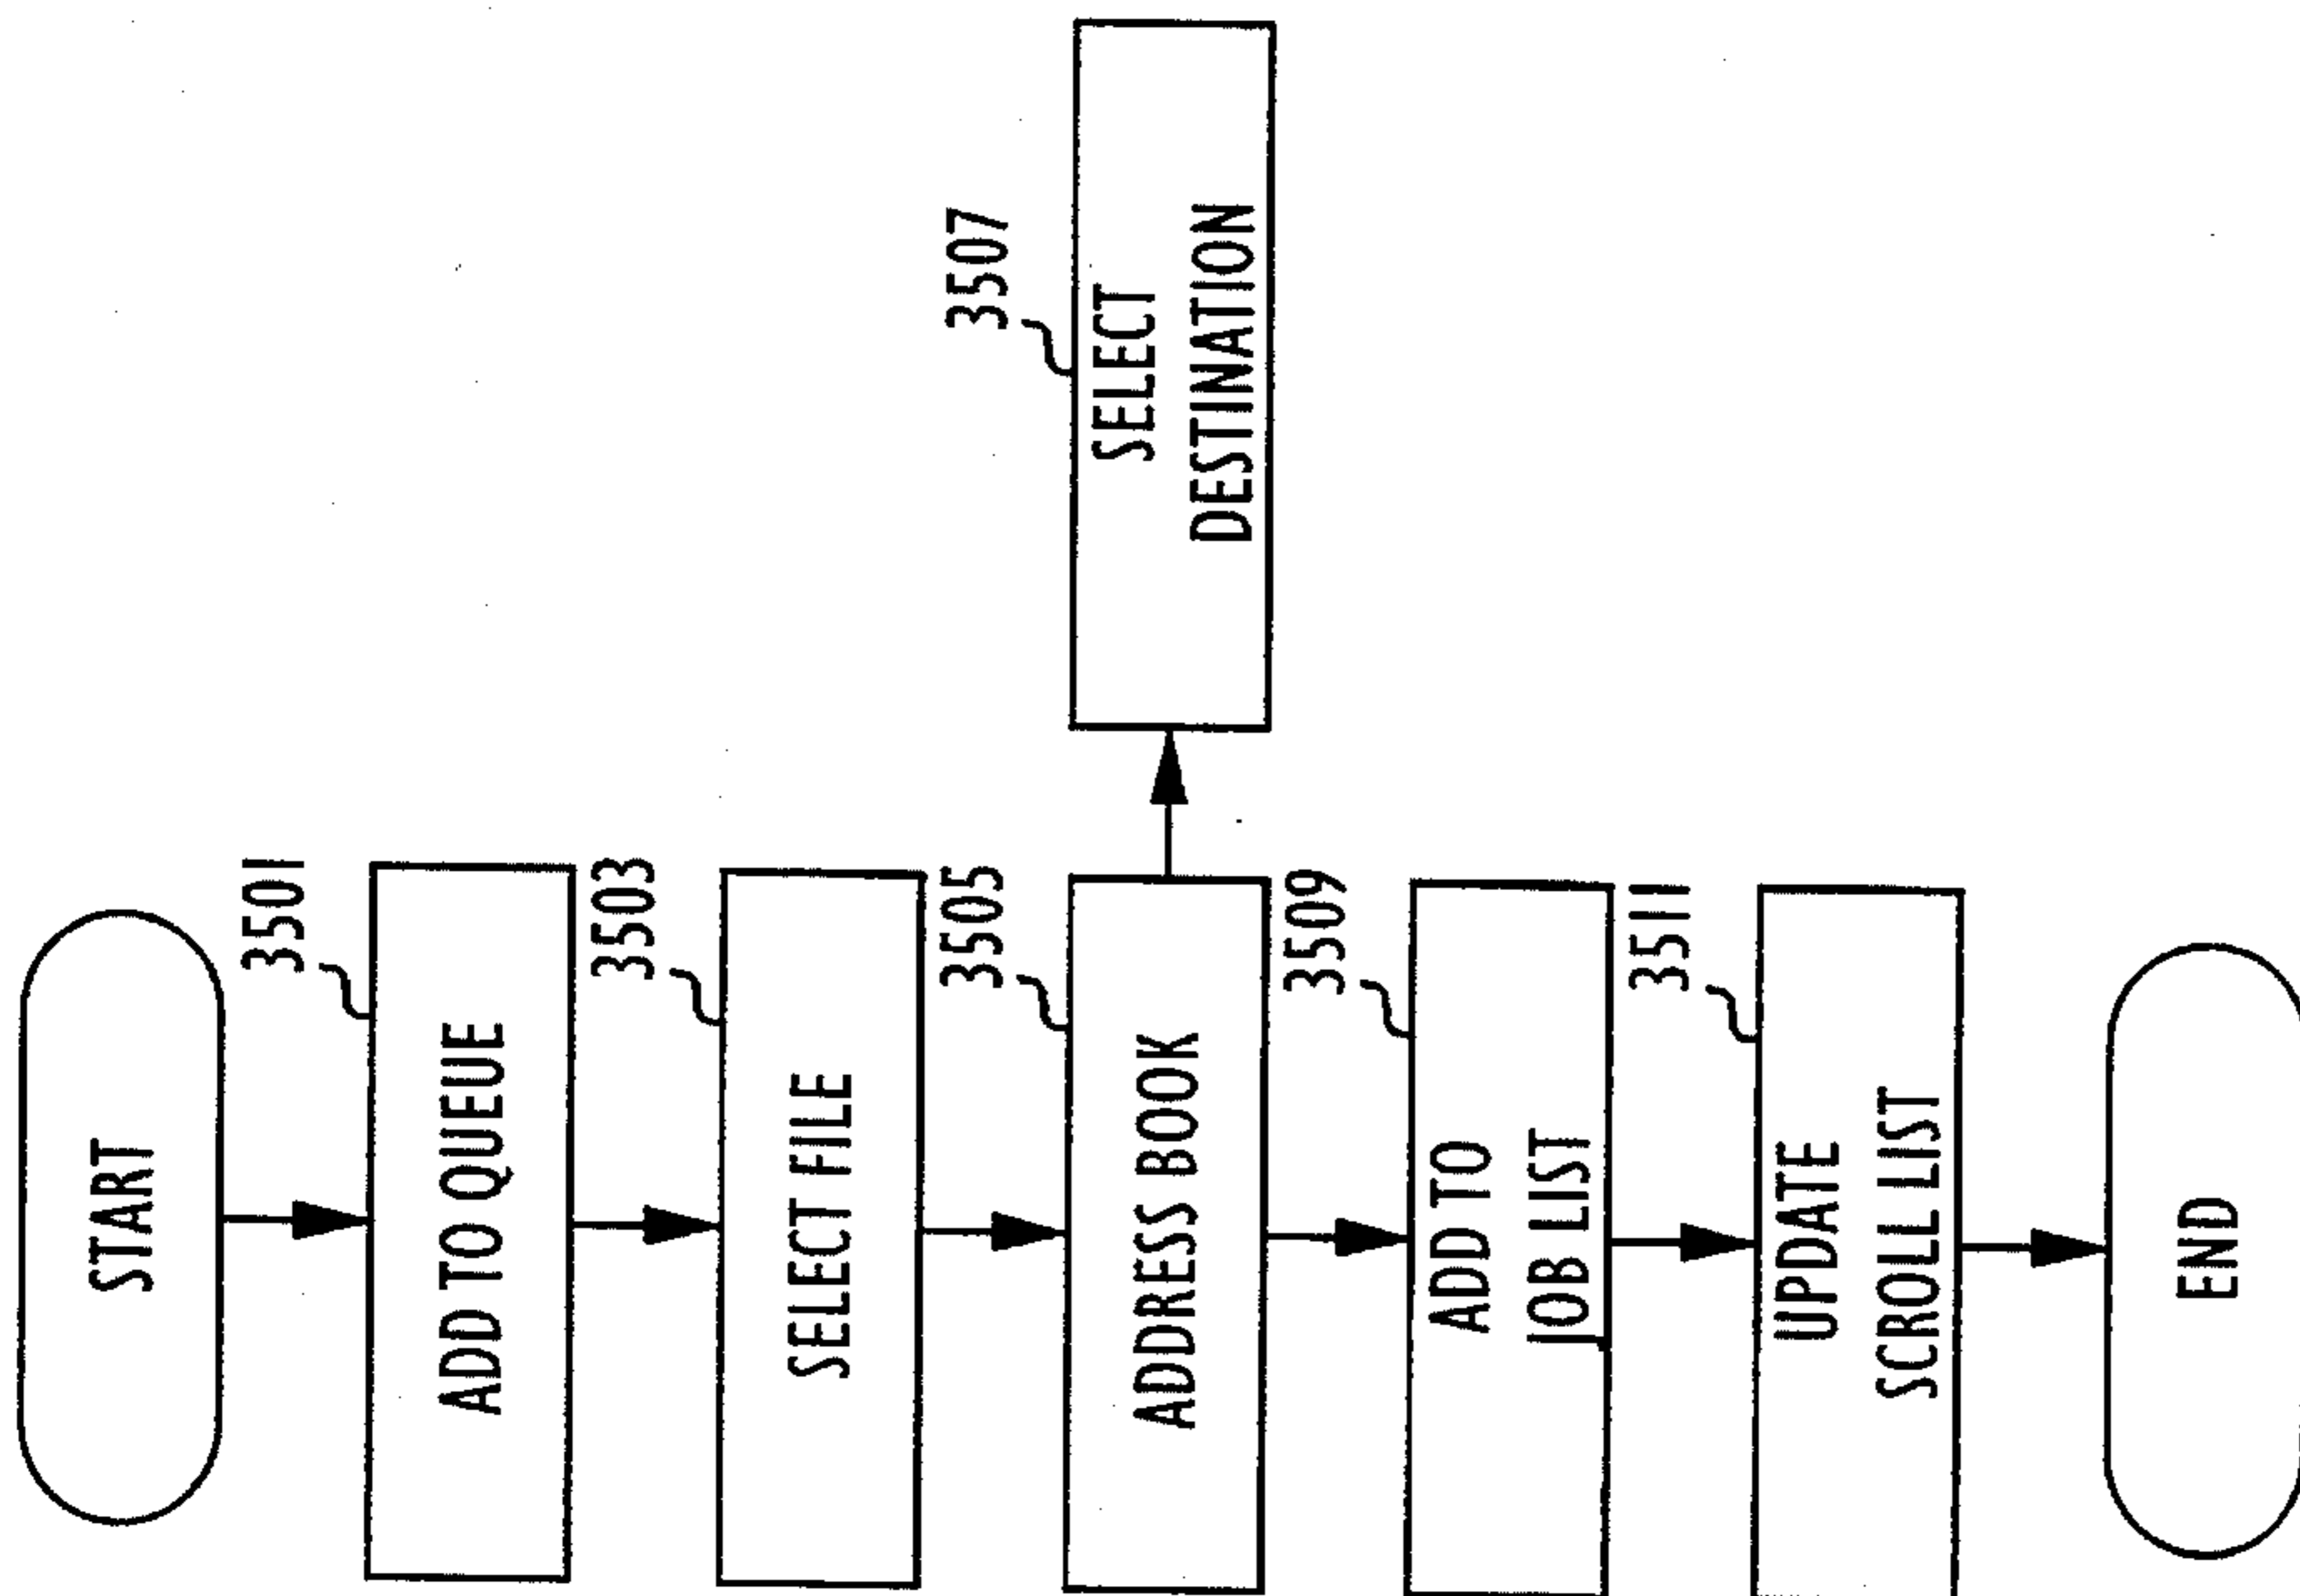 START
3501
ADD TO QUEUE
3503
SELECT FILE
3505
ADDRESS BOOK
3507
SELECT
DESTINATION
3509
ADD TO
JOB LIST
3511
UPDATE
SCROLL LIST
END